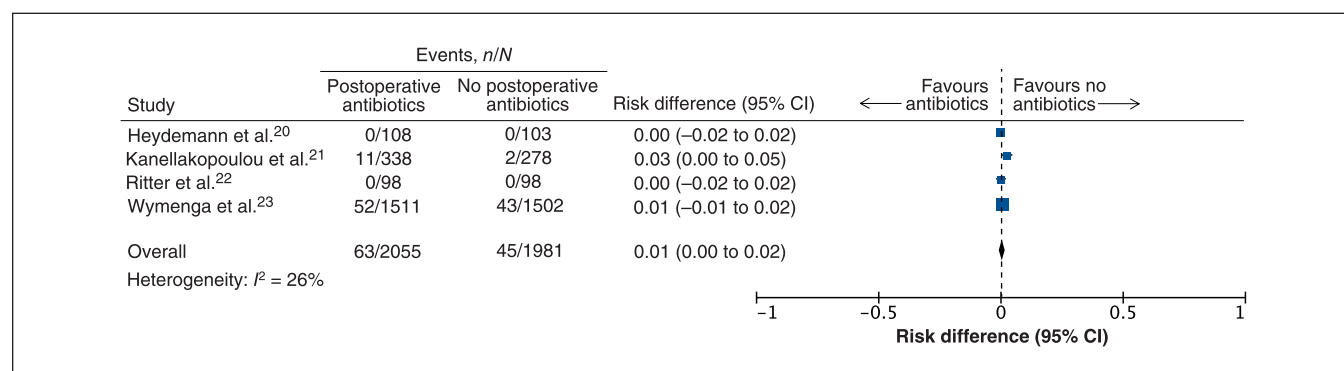 Events, n/N
Postoperative antibiotics
No postoperative antibiotics
Favours antibiotics
Favours no antibiotics
Study
Risk difference (95% CI)
Heydemann et al.20 0/108 0/103 0.00 (–0.02 to 0.02)
Kanellakopoulou et al.21 11/338 2/278 0.03 (0.00 to 0.05)
Ritter et al.22 0/98 0/98 0.00 (–0.02 to 0.02)
Wymenga et al.23 52/1511 43/1502 0.01 (–0.01 to 0.02)
Overall 63/2055 45/1981 0.01 (0.00 to 0.02)
Heterogeneity: I2 = 26%
–1 –0.5 0 0.5 1
Risk difference (95% CI)